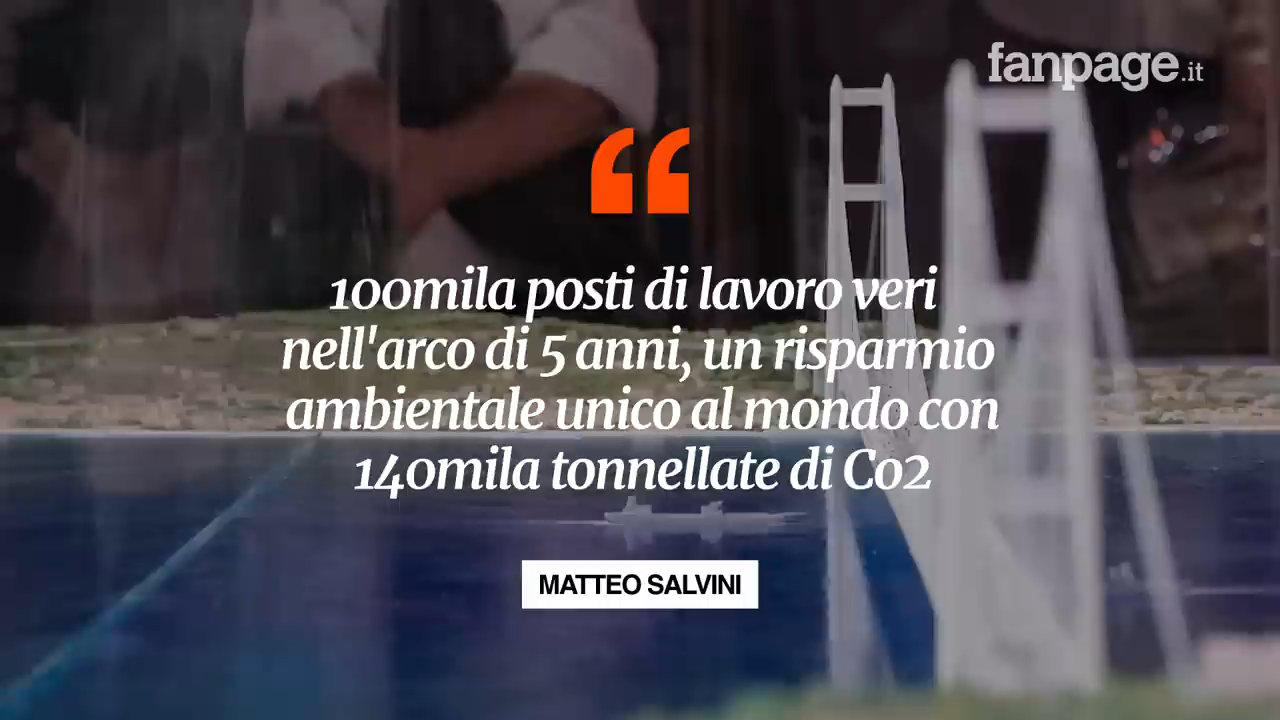 fanpage.it
“
100mila posti di lavoro veri
nell'arco di 5 anni, un risparmio
ambientale unico al mondo con
140mila tonnellate di Co2
MATTEO SALVINI